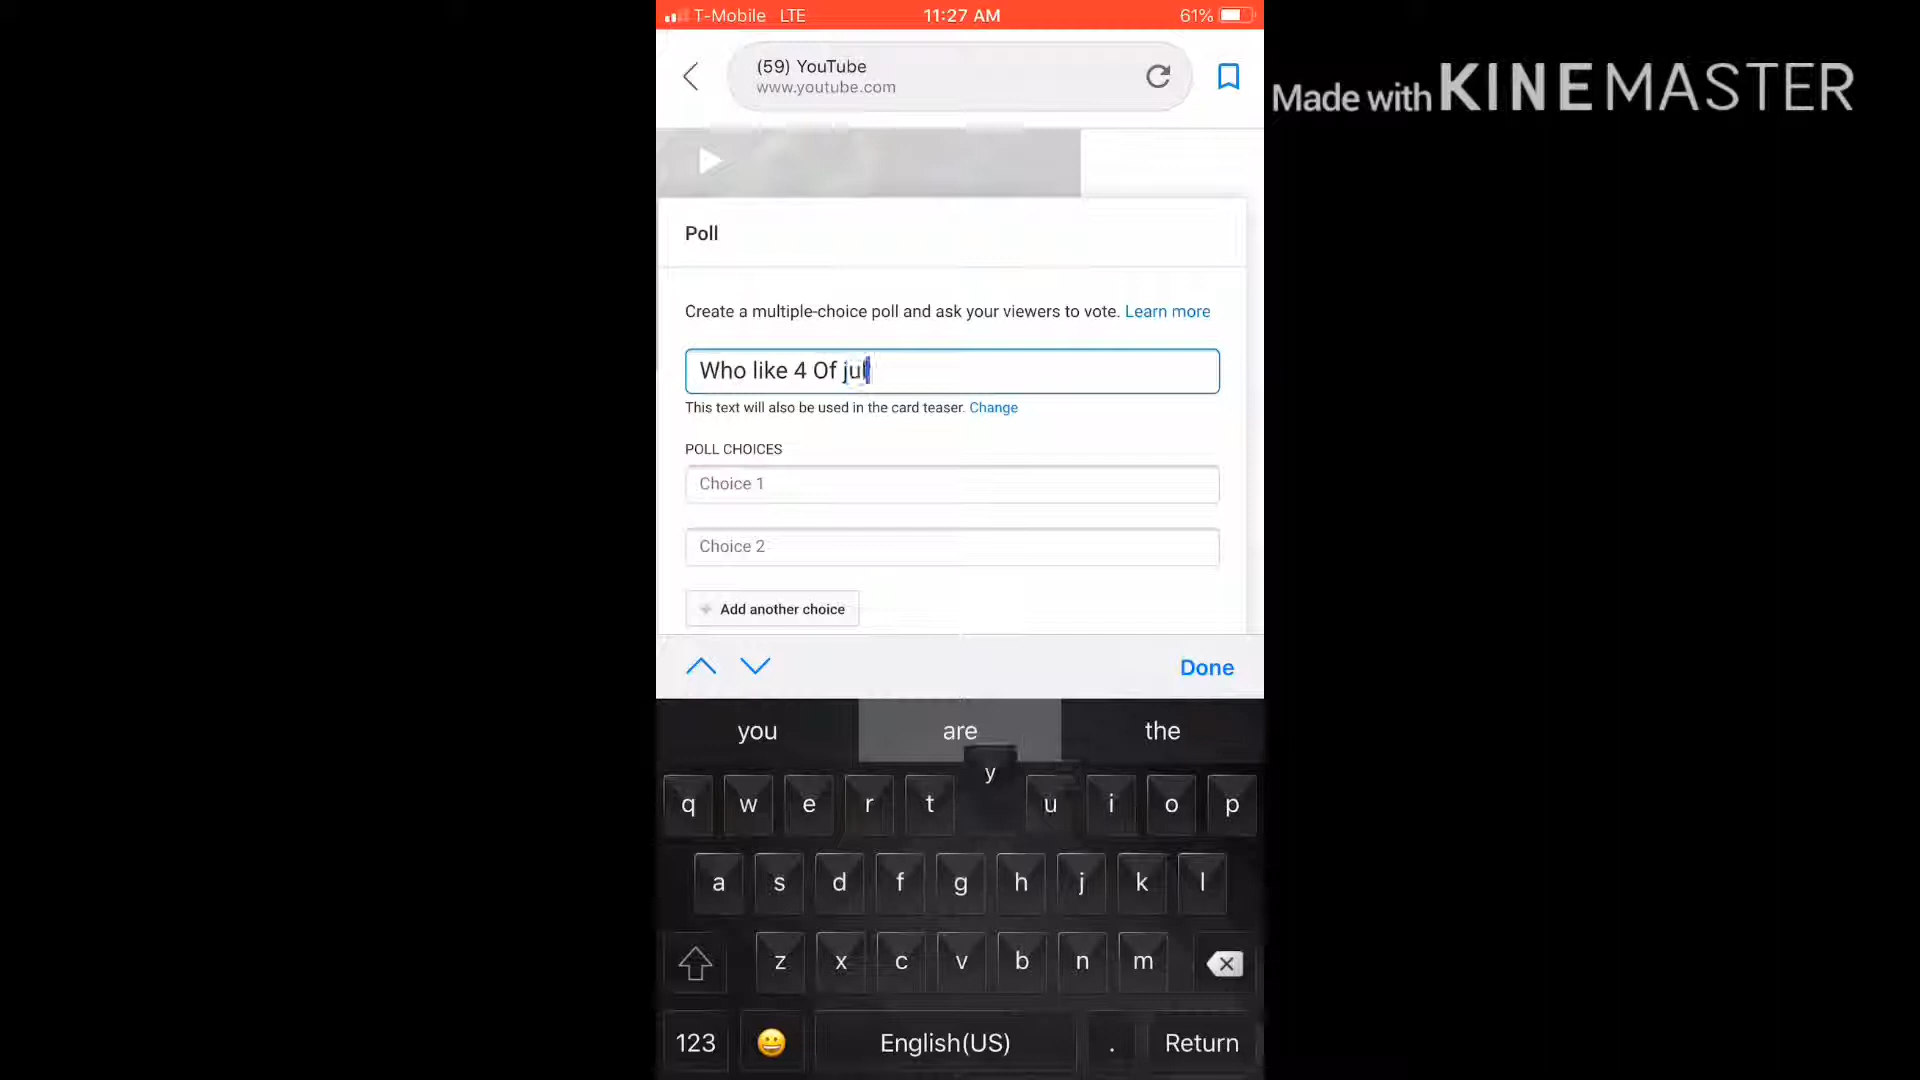 T-Mobile LTE 11:27 AM 61%
(59) YouTube
www.youtube.com
Made with KINEMASTER
Poll
Create a multiple-choice poll and ask your viewers to vote. Learn more
Who like 4 Of jul
This text will also be used in the card teaser. Change
POLL CHOICES
Choice 1
Choice 2
+ Add another choice
Done
you are the
y
q w e r t u i o p
a s d f g h j k l
z x c v b n m
123 English(US) . Return